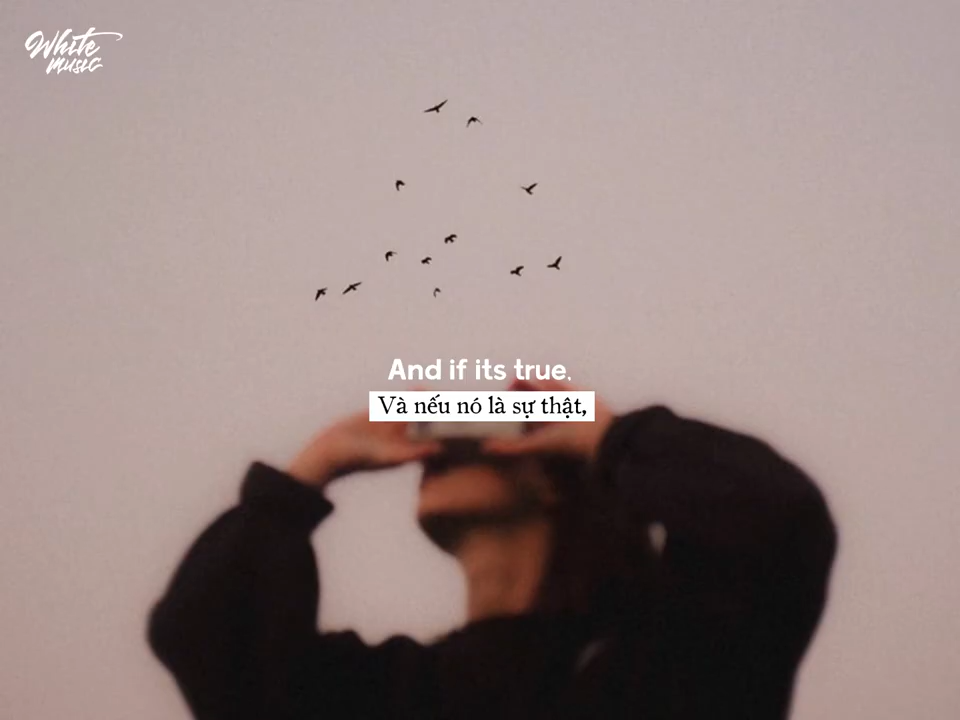 White
MUSIC
And if its true,
Và nếu nó là sự thật,